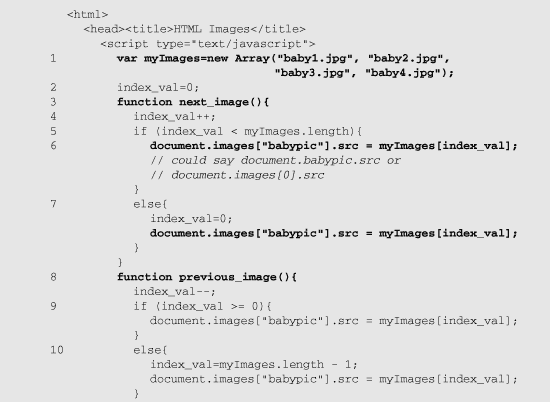 <html>
<head><title>HTML Images</title>
<script type="text/javascript">
1 var myImages=new Array("baby1.jpg", "baby2.jpg",
"baby3.jpg", "baby4.jpg");
2 index_val=0;
3 function next_image(){
4 index_val++;
5 if (index_val < myImages.length){
6 document.images["babypic"].src = myImages[index_val];
// could say document.babypic.src or
// document.images[0].src
}
7 else{
index_val=0;
document.images["babypic"].src = myImages[index_val];
}
}
8 function previous_image(){
index_val--;
9 if (index_val >= 0){
document.images["babypic"].src = myImages[index_val];
}
10 else{
index_val=myImages.length - 1;
document.images["babypic"].src = myImages[index_val];
}